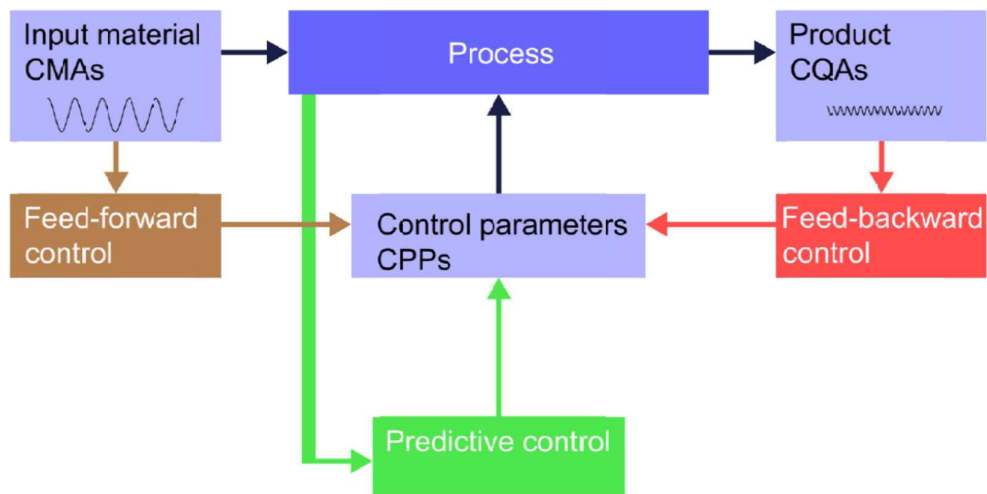 Input material
CMAs
Process
Product
CQAs
Feed-forward
control
Control parameters
CPPs
Feed-backward
control
Predictive control